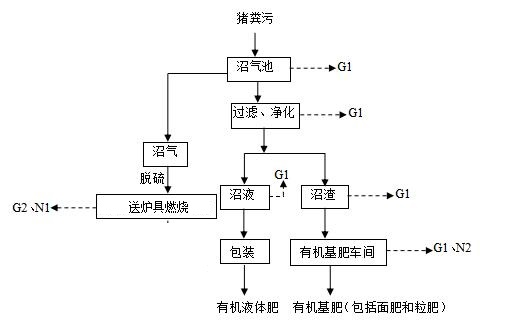 猪粪污
沼气池
G1
过滤、净化
G1
沼气
脱硫
G1
沼液
沼渣
G1
G2、N1
送炉具燃烧
包装
有机基肥车间
G1、N2
有机液体肥
有机基肥(包括面肥和粒肥)